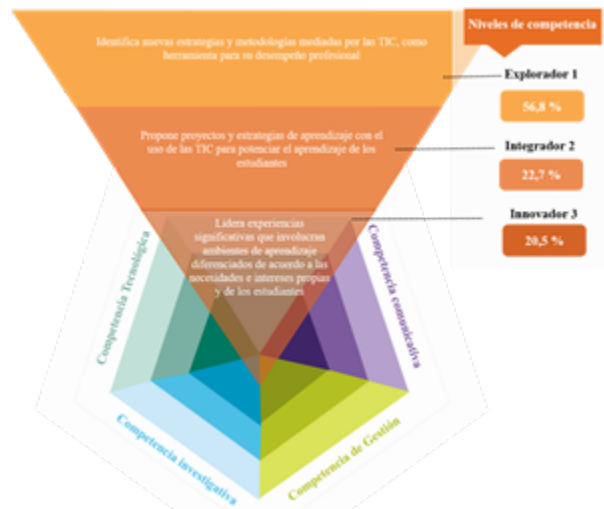 Niveles de competencia
Identifica nuevas estrategias y metodologías mediadas por las TIC, como
herramienta para su desempeño profesional
Explorador 1
56,8 %
Propone proyectos y estrategias de aprendizaje con el
uso de las TIC para potenciar el aprendizaje de los
estudiantes
Integrador 2
22,7 %
Lidera experiencias
significativas que involucran
ambientes de aprendizaje
diferenciados de acuerdo a las
necesidades e intereses propias
y de los estudiantes
Innovador 3
20,5 %
Competencia Tecnológica
Competencia comunicativa
Competencia investigativa
Competencia de Gestión